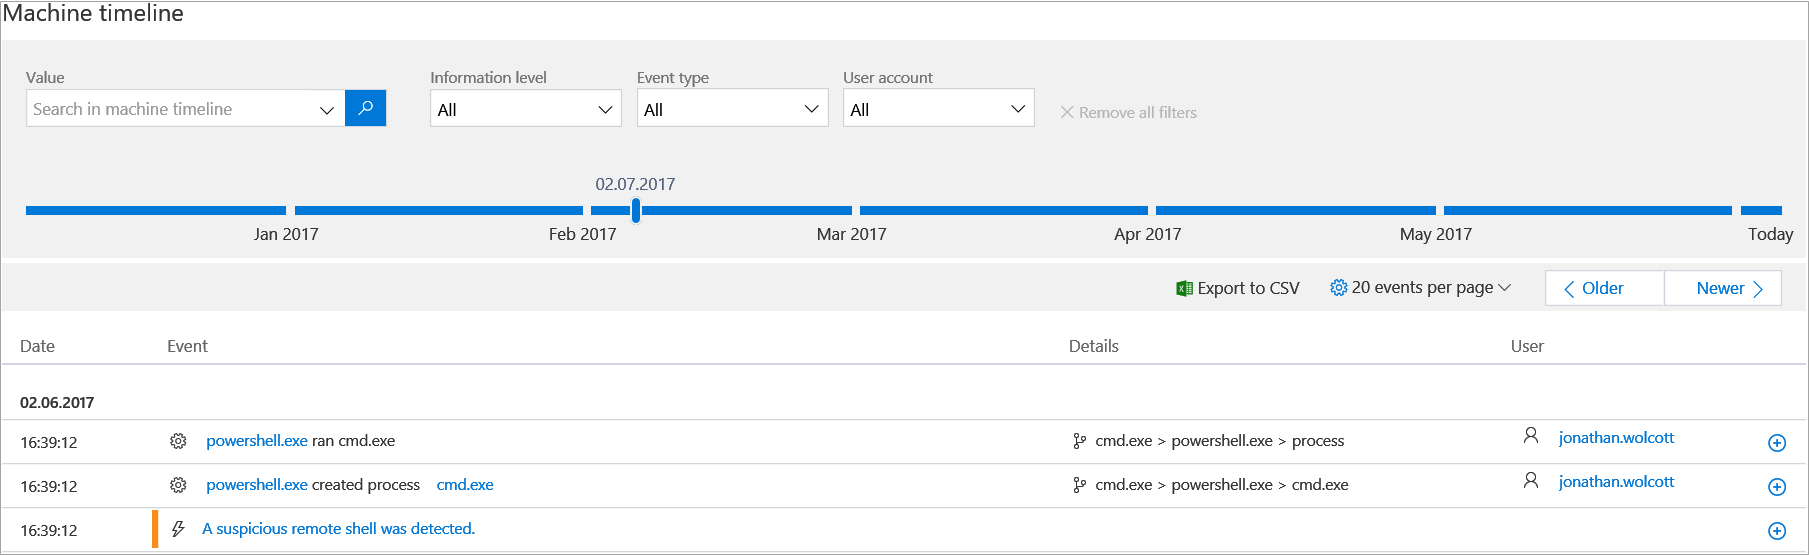 Machine timeline
Value Information level Event type User account
Search in machine timeline All All All Remove all filters
02.07.2017
Jan 2017 Feb 2017 Mar 2017 Apr 2017 May 2017 Today
Export to CSV 20 events per page Older Newer
Date Event Details User
02.06.2017
16:39:12 powershell.exe ran cmd.exe cmd.exe > powershell.exe > process jonathan.wolcott
16:39:12 powershell.exe created process cmd.exe cmd.exe > powershell.exe > cmd.exe jonathan.wolcott
16:39:12 A suspicious remote shell was detected.